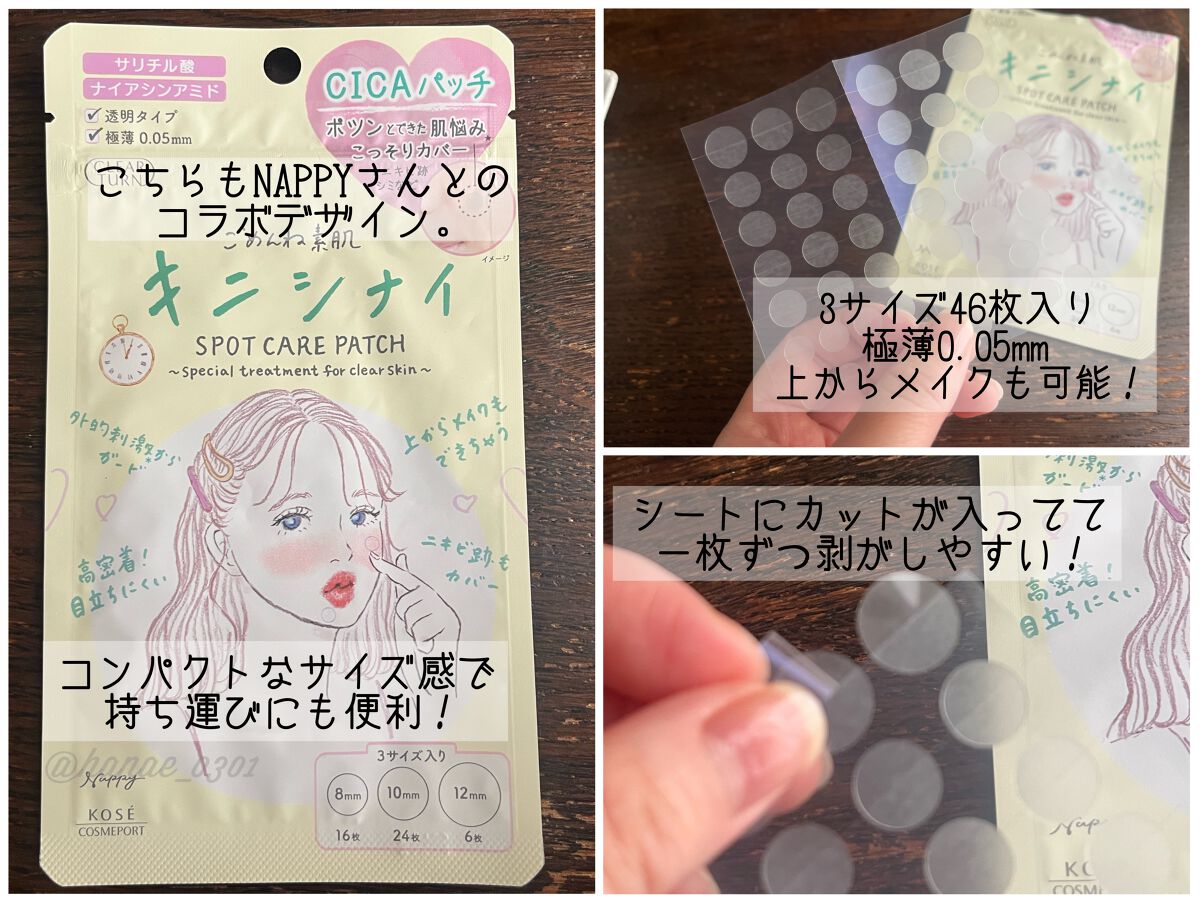 サリチル酸
ナイアシンアミド
透明タイプ
極薄 0.05mm
CICAパッチ
ポツンとできた肌悩み、
こっそりカバー
イメージ
こちらもNAPPYさんとの
コラボデザイン。
ごめんね素肌
キニシナイ
SPOT CARE PATCH
~special treatment for clear skin~
外的刺激から
ガード*
上からメイクも
できちゃう
高密着!
目立ちにくい
ニキビ跡も
カバー
コンパクトなサイズ感で
持ち運びにも便利!
@hanae_0301
Nappy
KOSÉ
COSMEPORT
3サイズ入り
8mm
10mm
12mm
16枚
24枚
6枚
キニシナイ
SPOT CARE PATCH
KOSÉ
12mm
6枚
3サイズ46枚入り
極薄0.05mm
上からメイクも可能!
シートにカットが入ってて
一枚ずつ剥がしやすい!
高密着!
目立ちにくい